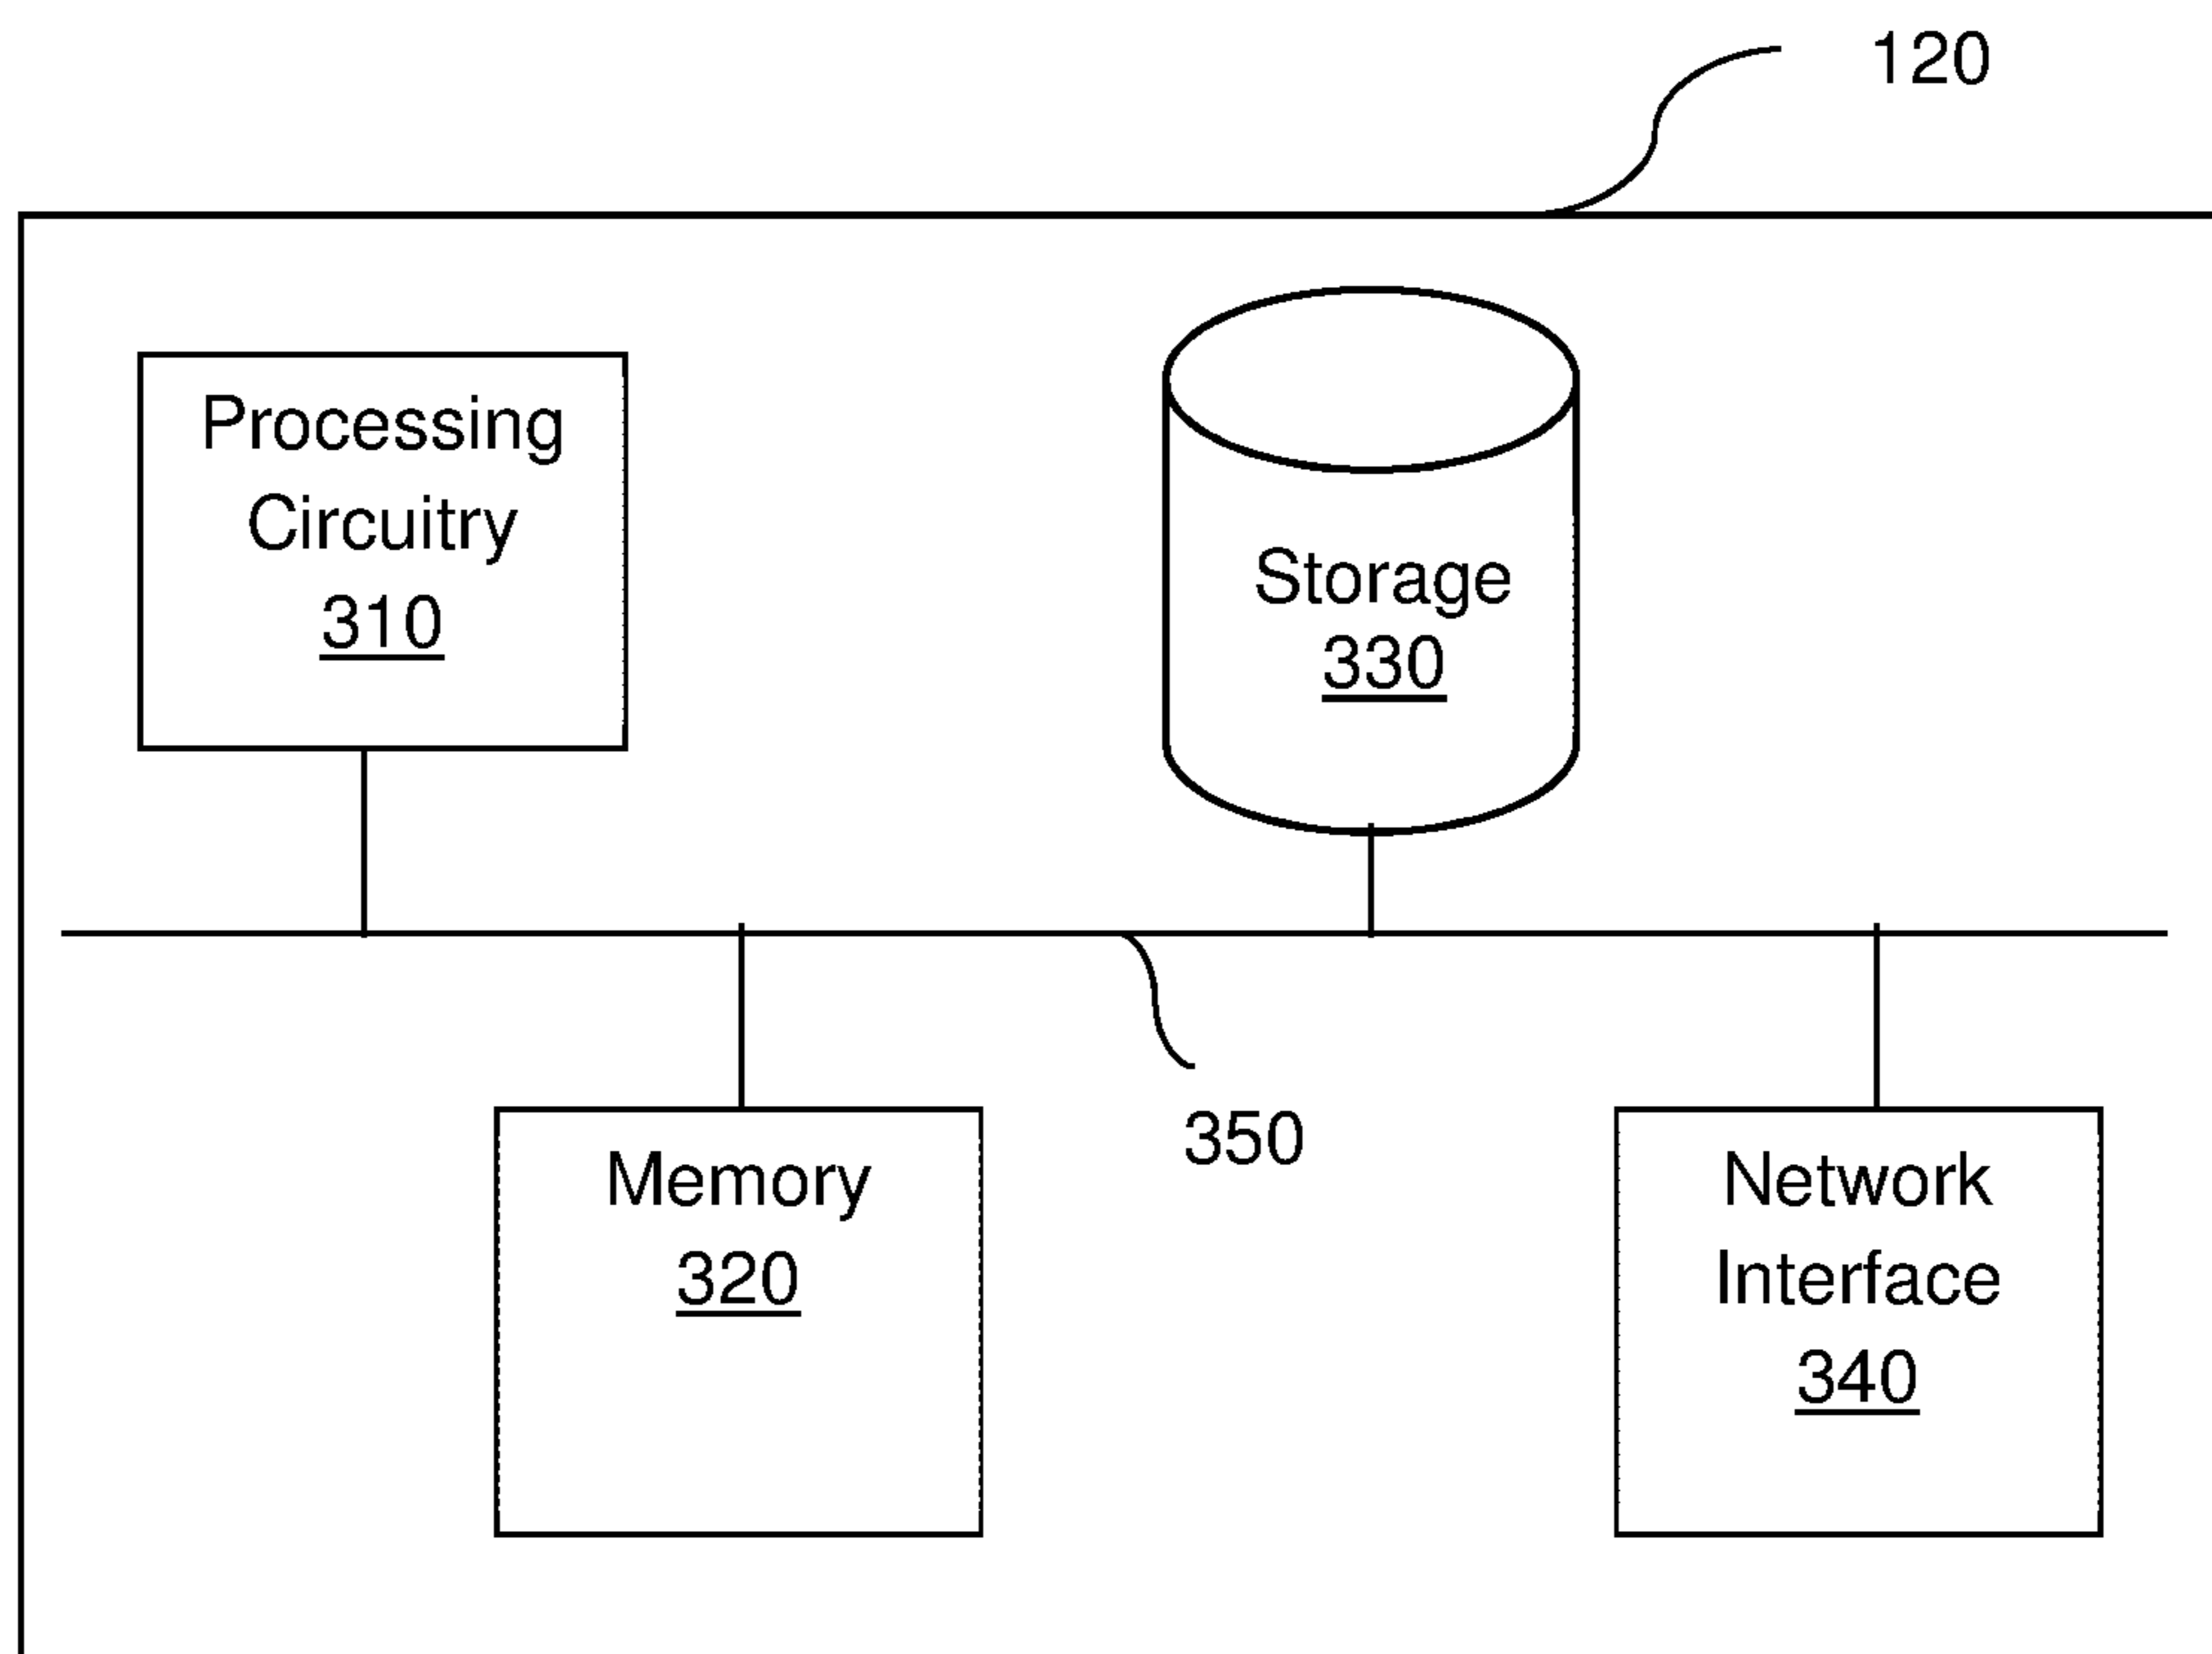 120
Processing
Circuitry
310
Storage
330
350
Memory
320
Network
Interface
340